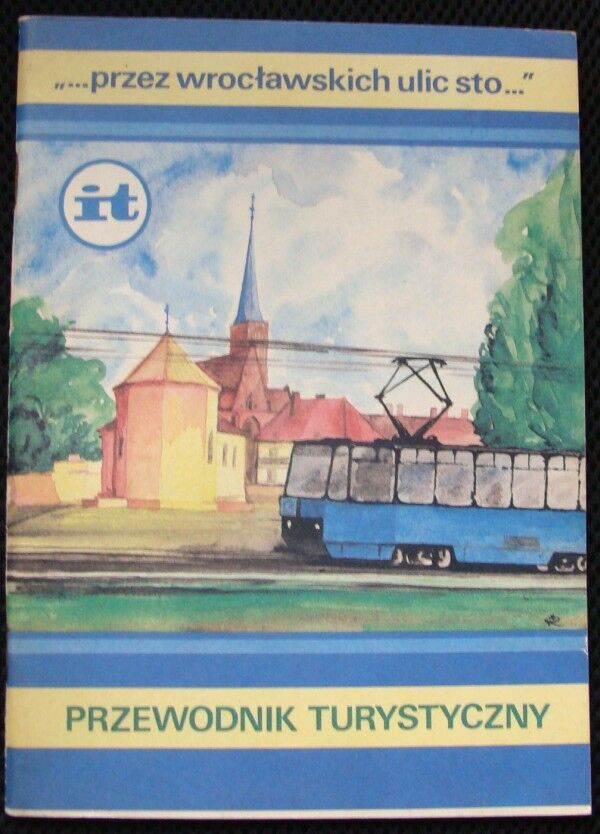 „...przez wrocławskich ulic sto...”
it
PRZEWODNIK TURYSTYCZNY